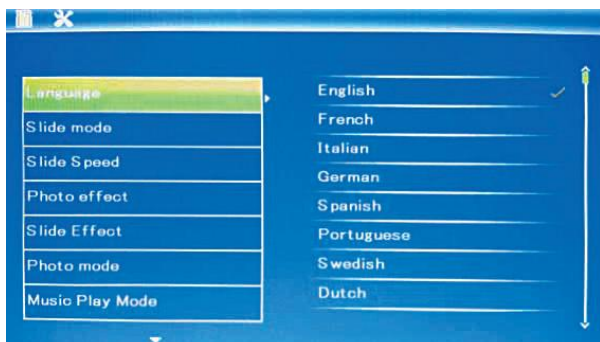 Language
Slide mode
Slide Speed
Photo effect
Slide Effect
Photo mode
Music Play Mode
English
French
Italian
German
Spanish
Portuguese
Swedish
Dutch